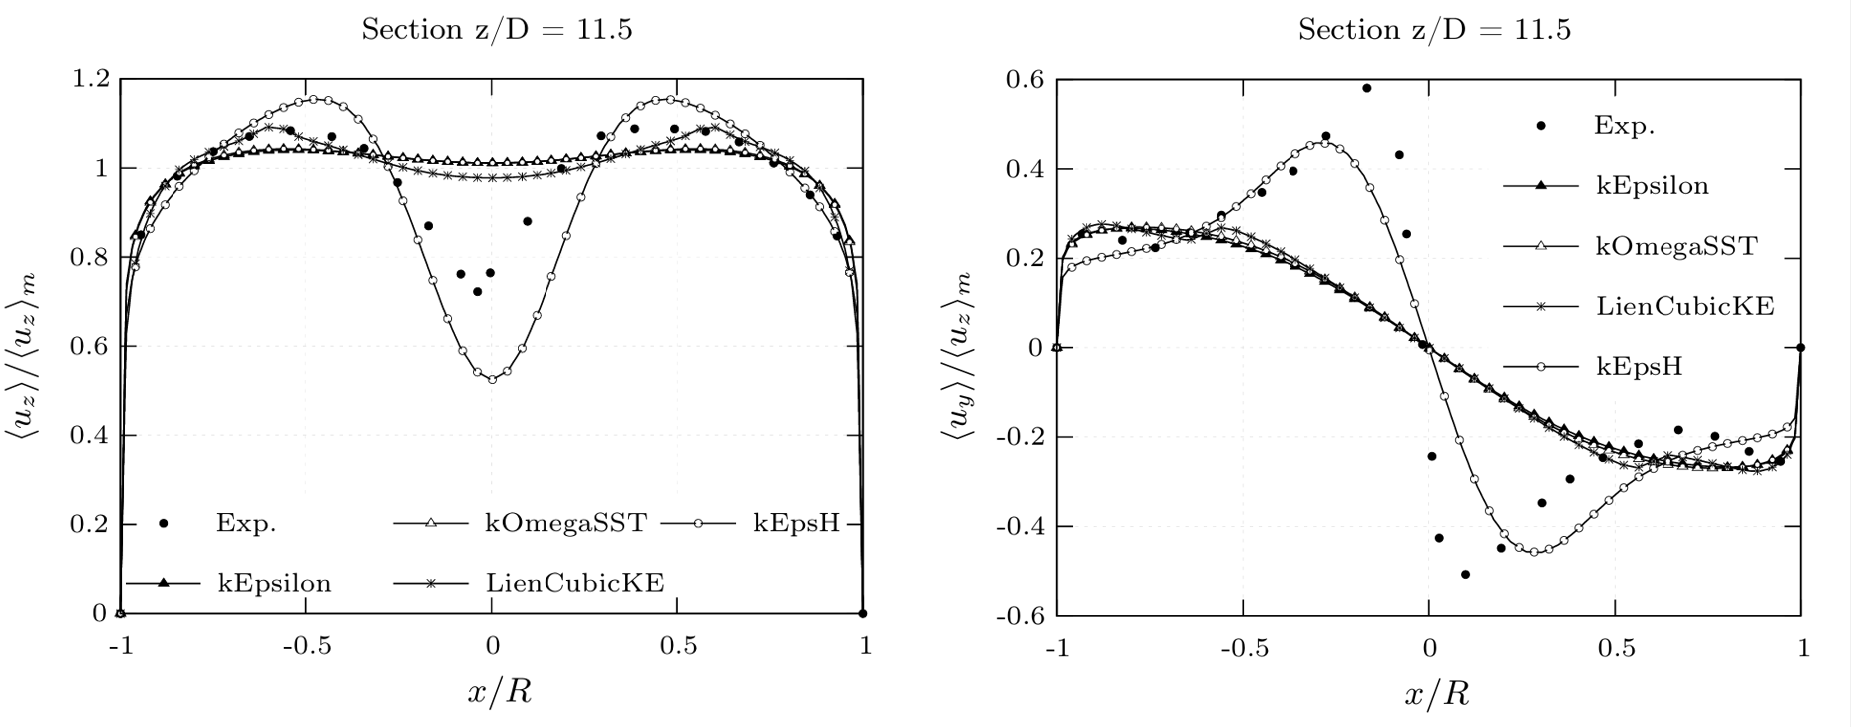 Section z/D = 11.5
⟨u_z⟩/⟨u_z⟩_m
1.2
1
0.8
0.6
0.4
0.2
0
Exp.
kOmegaSST
kEpsH
kEpsilon
LienCubicKE
-1
-0.5
0
0.5
1
x/R
Section z/D = 11.5
⟨u_y⟩/⟨u_z⟩_m
0.6
0.4
0.2
0
-0.2
-0.4
-0.6
Exp.
kEpsilon
kOmegaSST
LienCubicKE
kEpsH
-1
-0.5
0
0.5
1
x/R